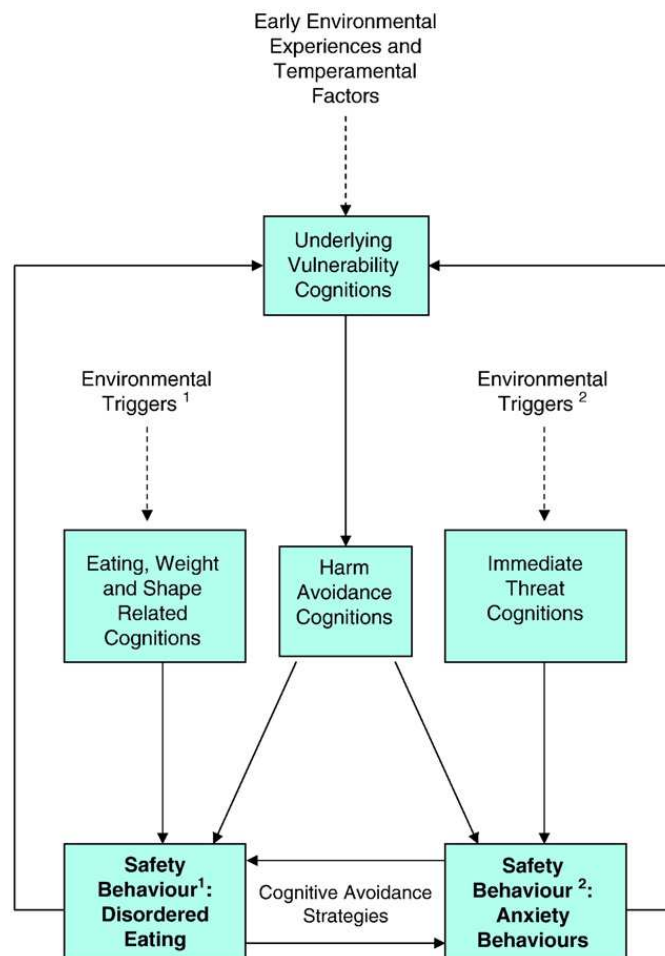 Early Environmental
Experiences and
Temperamental
Factors
Underlying
Vulnerability
Cognitions
Environmental
Triggers ¹
Environmental
Triggers ²
Eating, Weight
and Shape
Related
Cognitions
Harm
Avoidance
Cognitions
Immediate
Threat
Cognitions
Safety
Behaviour¹:
Disordered
Eating
Cognitive Avoidance
Strategies
Safety
Behaviour ²:
Anxiety
Behaviours